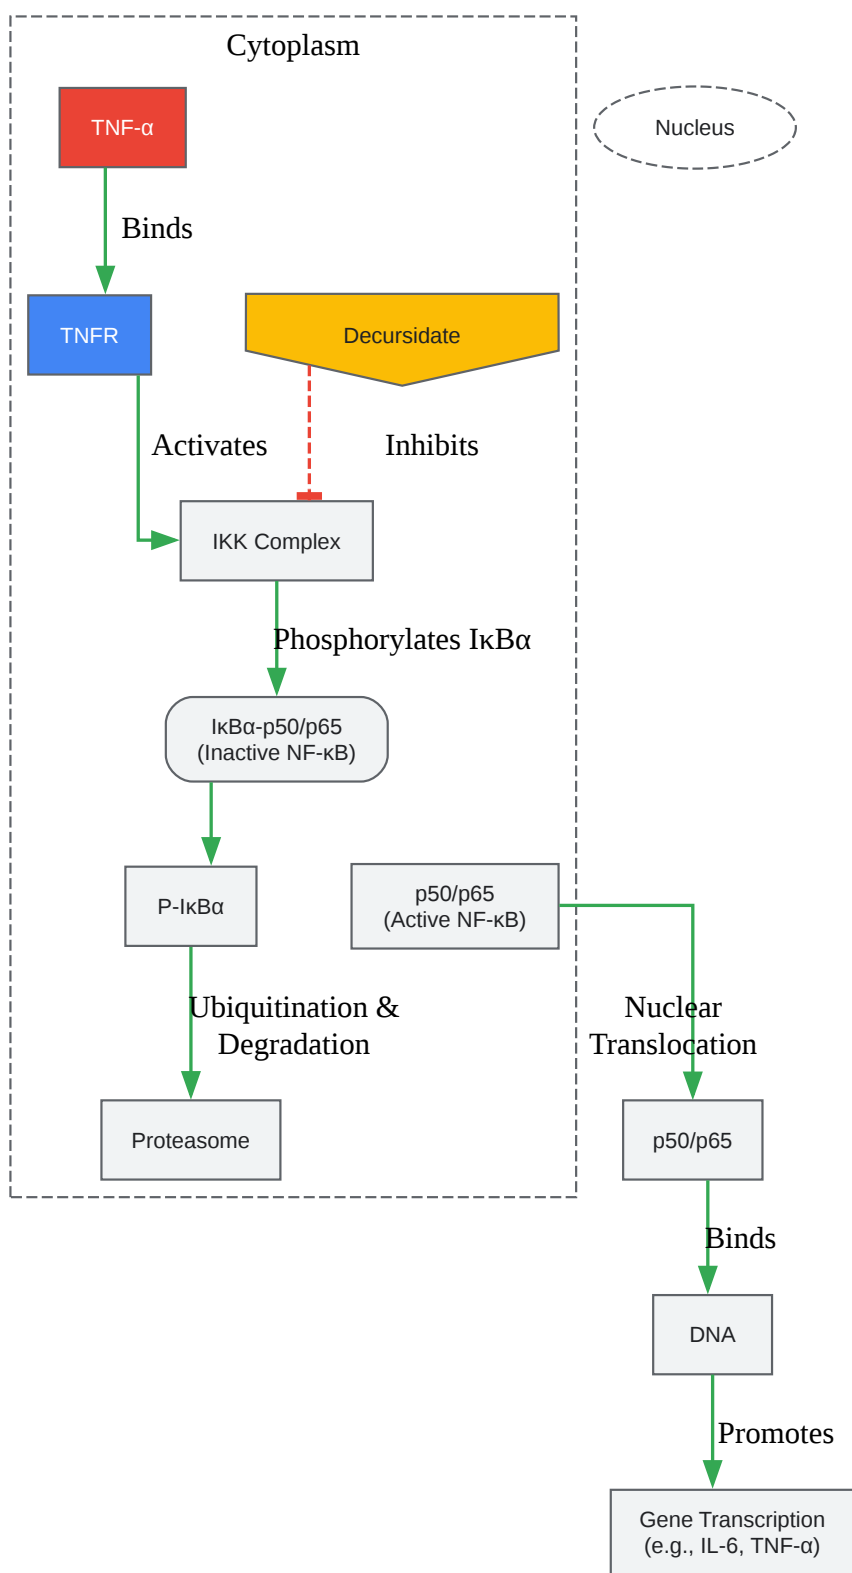 Cytoplasm
TNF-α
Nucleus
Binds
TNFR
Decursidate
Activates
Inhibits
IKK Complex
Phosphorylates IκBα
IκBα-p50/p65
(Inactive NF-κB)
P-IκBα
p50/p65
(Active NF-κB)
Ubiquitination &
Degradation
Nuclear
Translocation
Proteasome
p50/p65
Binds
DNA
Promotes
Gene Transcription
(e.g., IL-6, TNF-α)